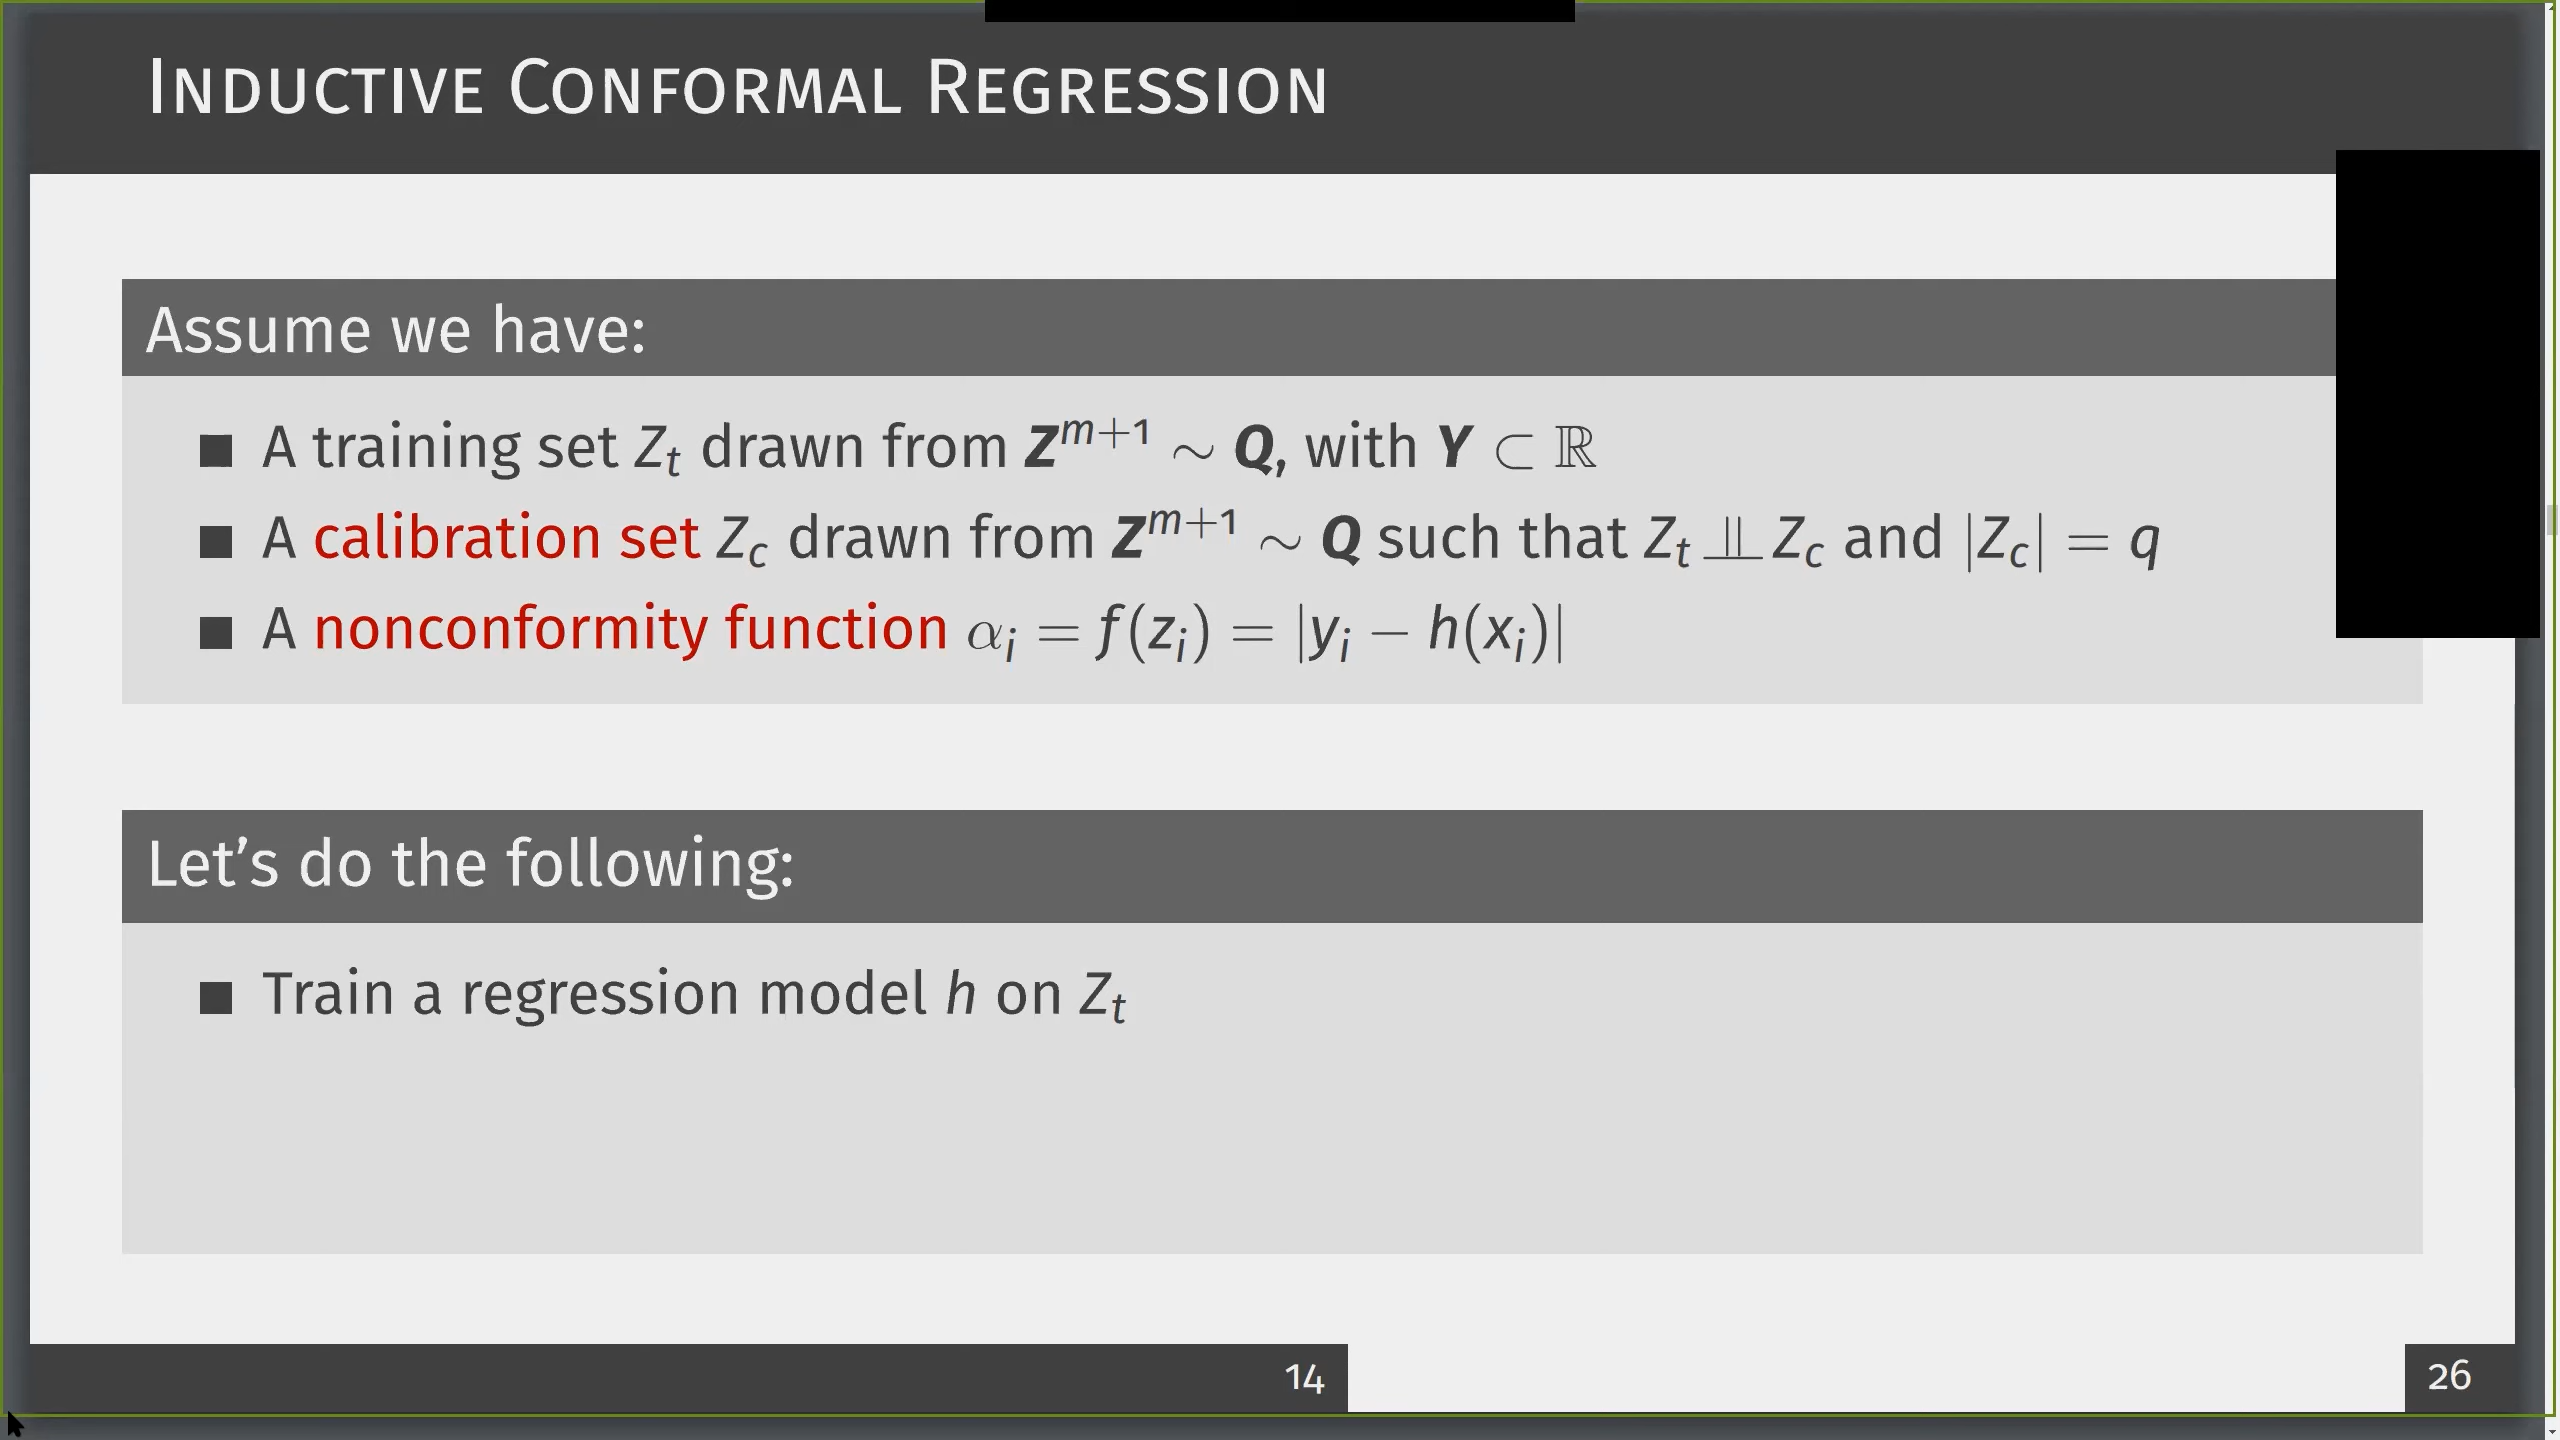 INDUCTIVE CONFORMAL REGRESSION
Assume we have:
■ A training set Z_t drawn from Z^{m+1} ∼ Q, with Y ⊂ ℝ
■ A calibration set Z_c drawn from Z^{m+1} ∼ Q such that Z_t ⫫ Z_c and |Z_c| = q
■ A nonconformity function α_i = f(z_i) = |y_i − h(x_i)|
Let’s do the following:
■ Train a regression model h on Z_t
14
26